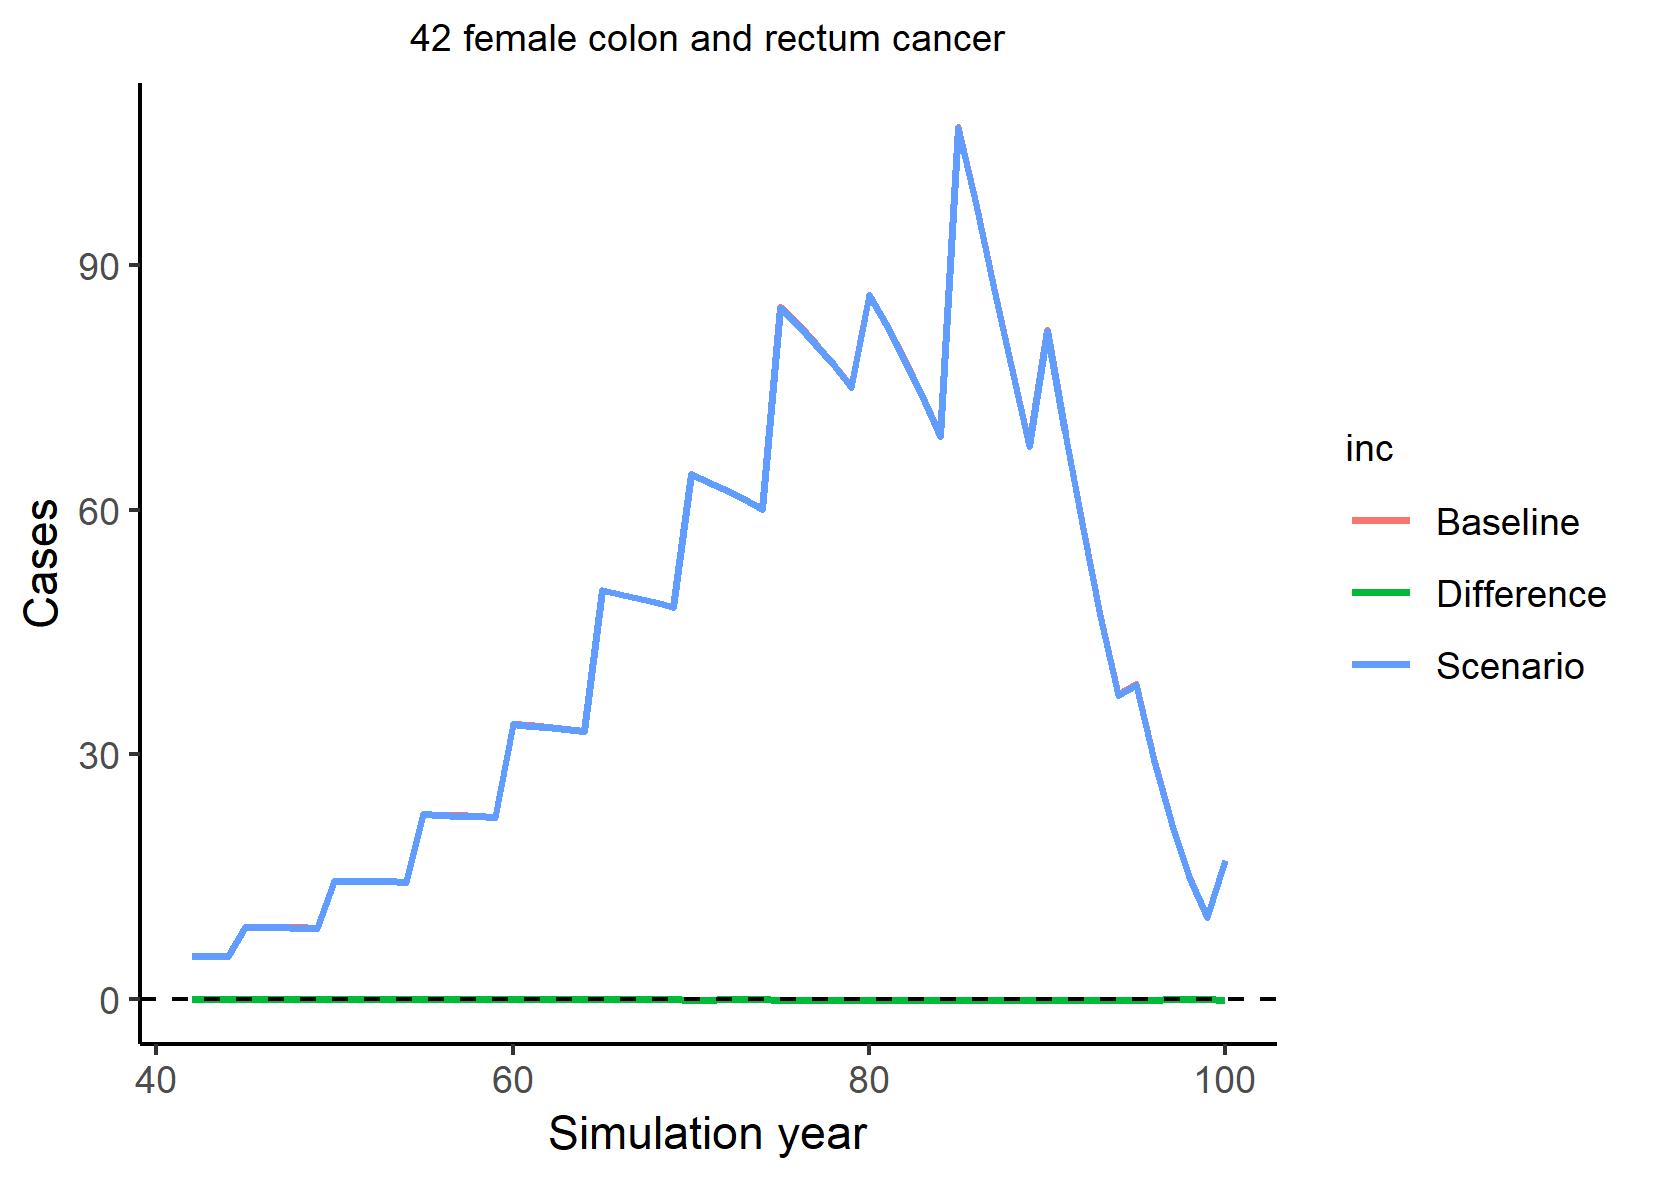 42 female colon and rectum cancer
Cases
90
60
30
0
40 60 80 100
Simulation year
inc
Baseline
Difference
Scenario